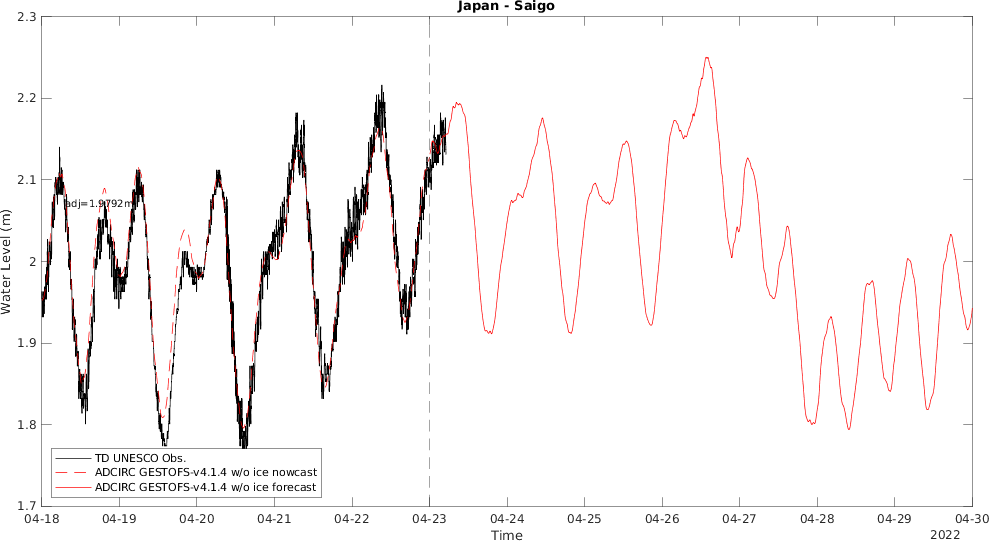 Japan - Saigo
Water Level (m)
2.3
2.2
2.1
2
1.9
1.8
1.7
adj=1.9792m
TD UNESCO Obs.
ADCIRC GESTOFS-v4.1.4 w/o ice nowcast
ADCIRC GESTOFS-v4.1.4 w/o ice forecast
04-18 04-19 04-20 04-21 04-22 04-23 04-24 04-25 04-26 04-27 04-28 04-29 04-30
Time
2022